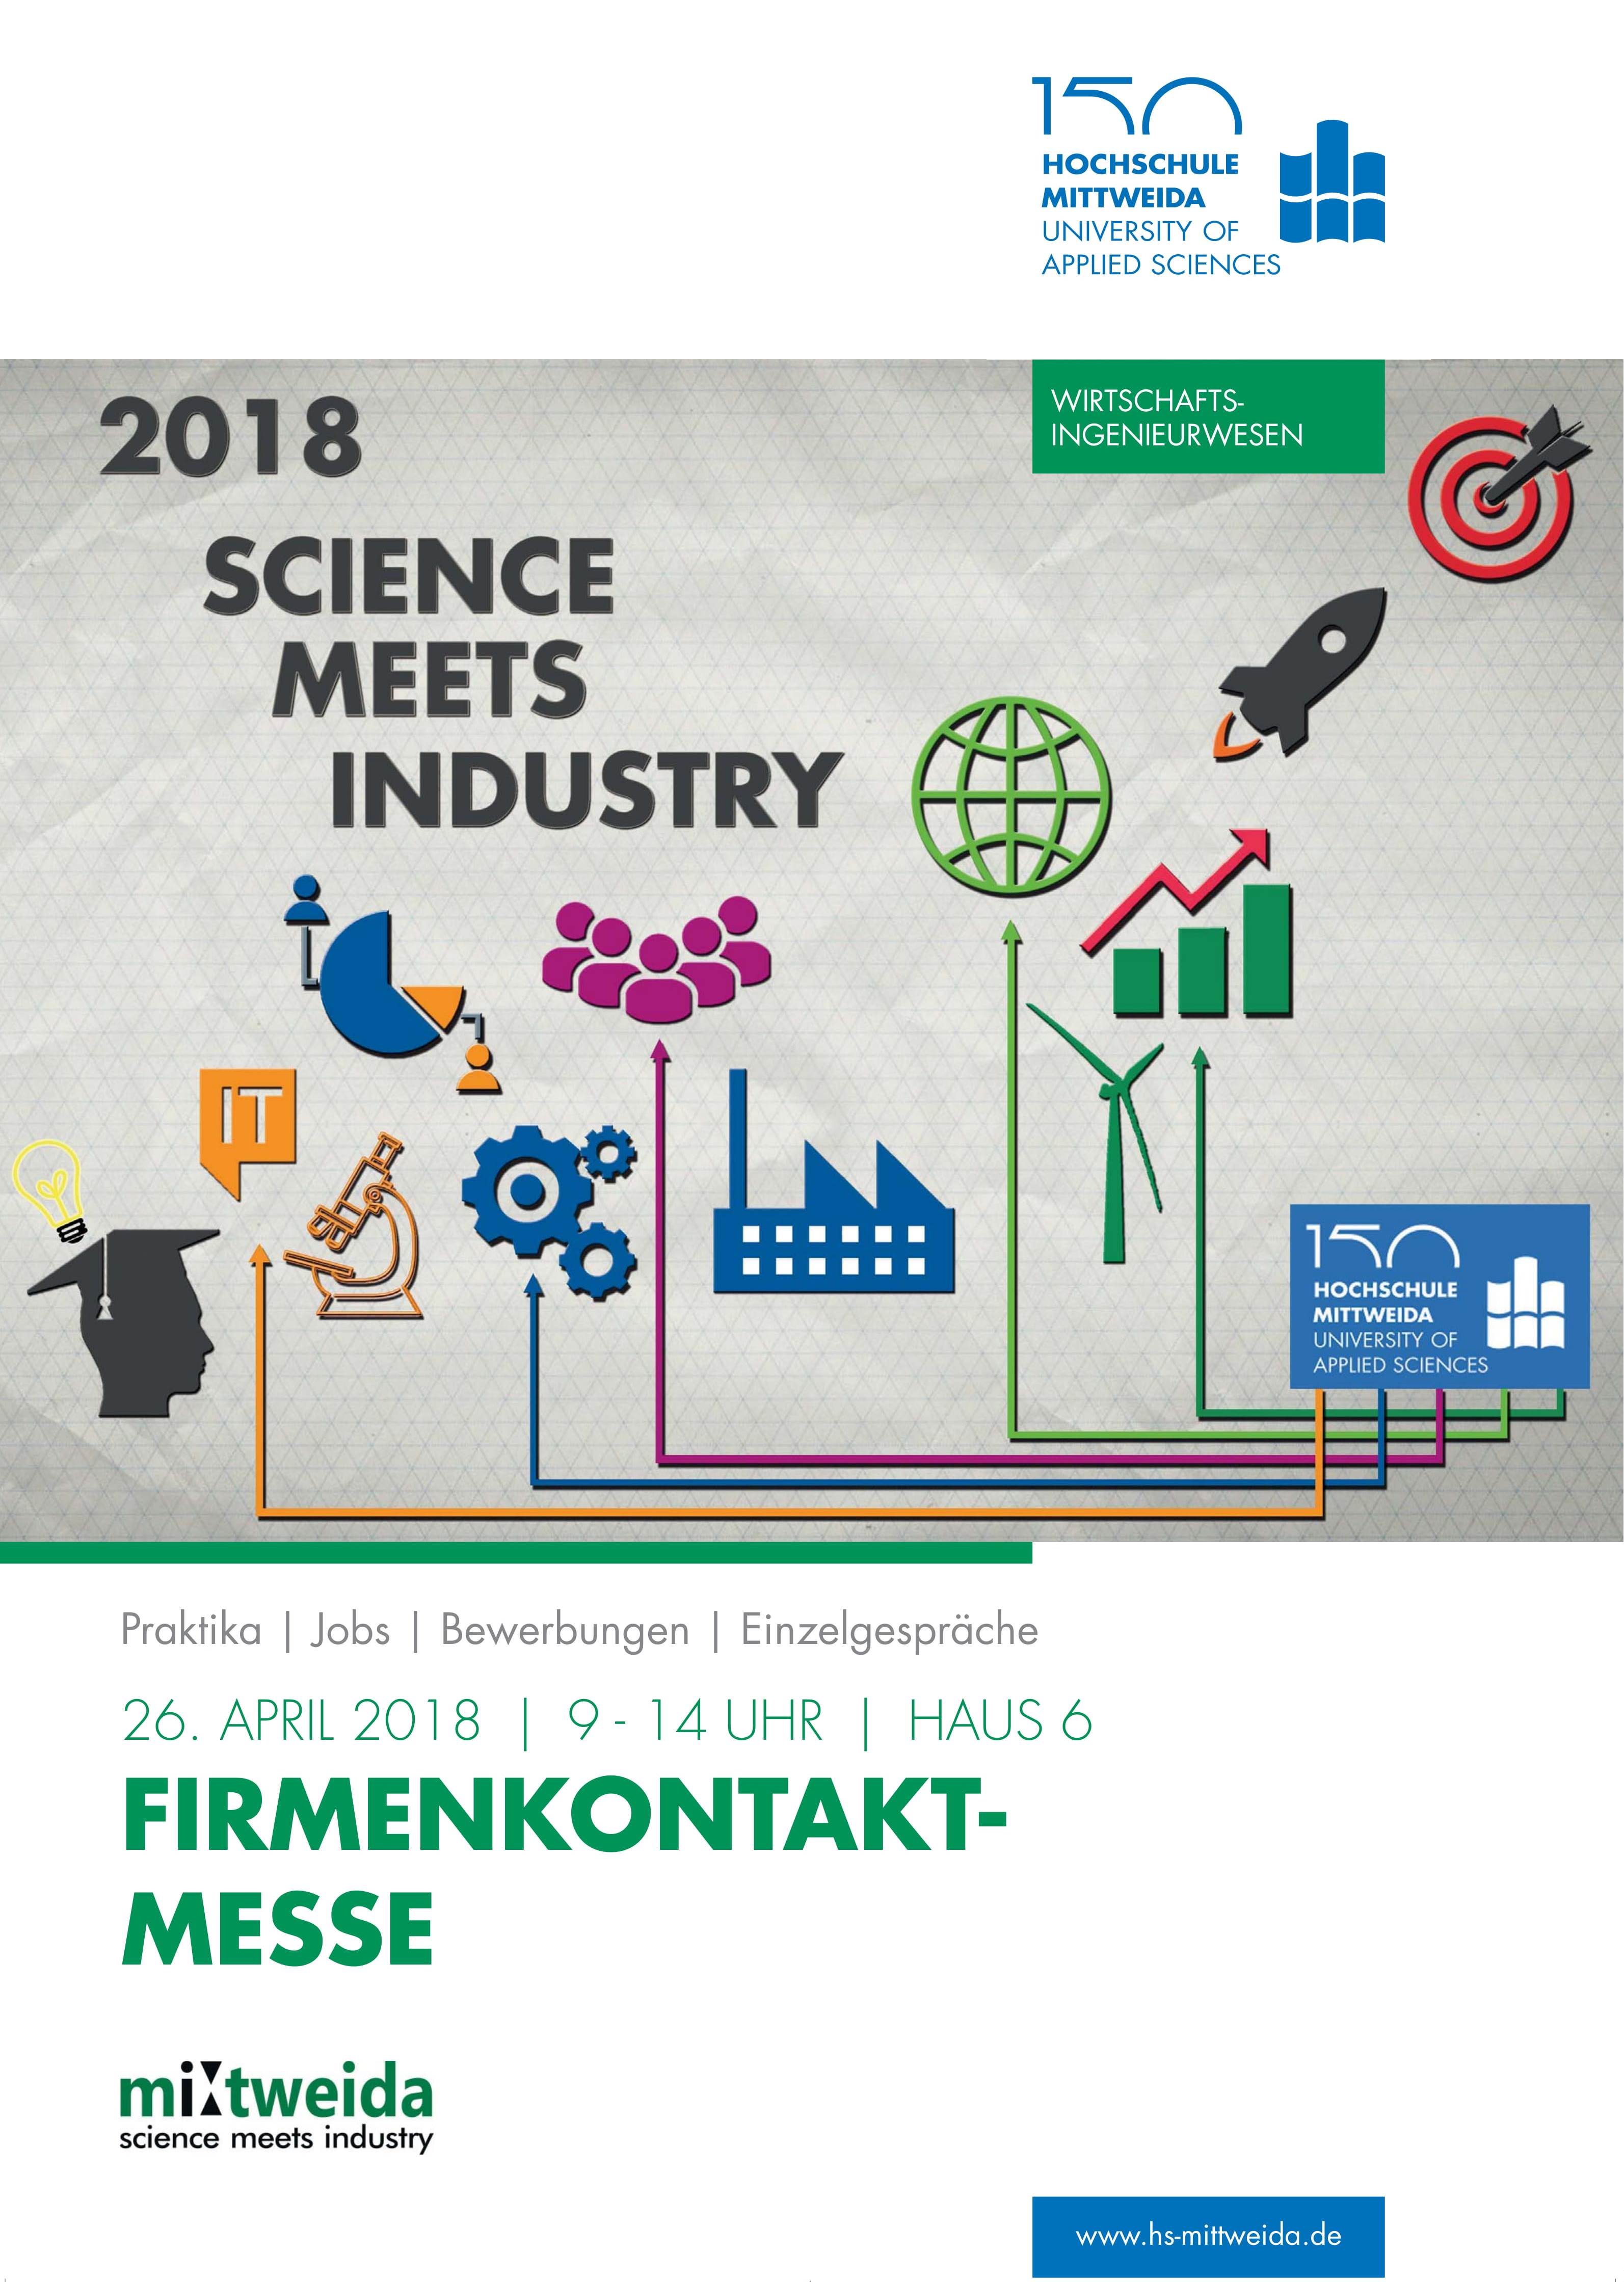 150
HOCHSCHULE
MITTWEIDA
UNIVERSITY OF
APPLIED SCIENCES
WIRTSCHAFTS-
INGENIEURWESEN
2018
SCIENCE
MEETS
INDUSTRY
IT
150
HOCHSCHULE
MITTWEIDA
UNIVERSITY OF
APPLIED SCIENCES
Praktika | Jobs | Bewerbungen | Einzelgespräche
26. APRIL 2018 | 9 - 14 UHR | HAUS 6
FIRMENKONTAKT-
MESSE
mittweida
science meets industry
www.hs-mittweida.de